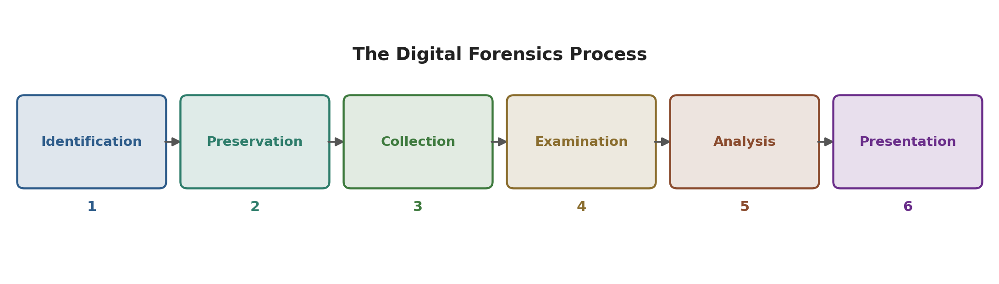 The Digital Forensics Process
Identification
Preservation
Collection
Examination
Analysis
Presentation
1
2
3
4
5
6